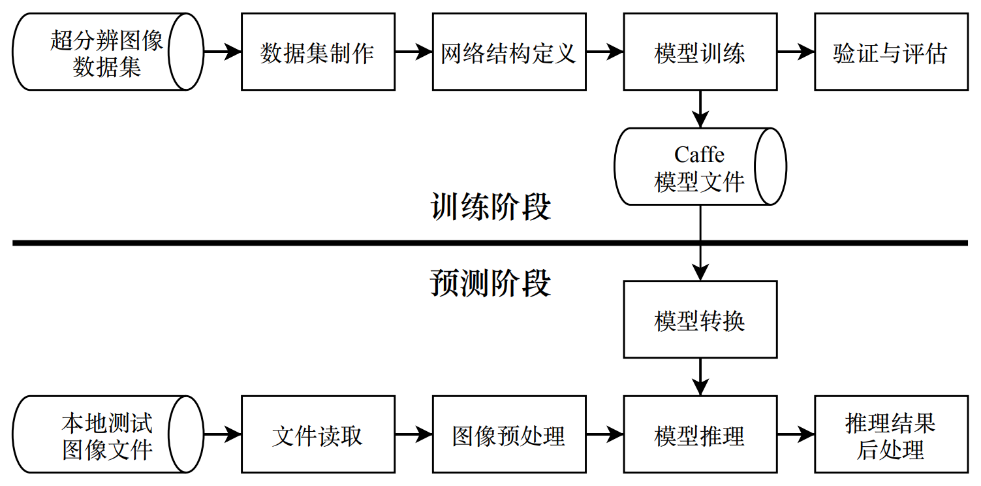 超分辨图像
数据集
数据集制作
网络结构定义
模型训练
验证与评估
Caffe
模型文件
训练阶段
预测阶段
模型转换
本地测试
图像文件
文件读取
图像预处理
模型推理
推理结果
后处理